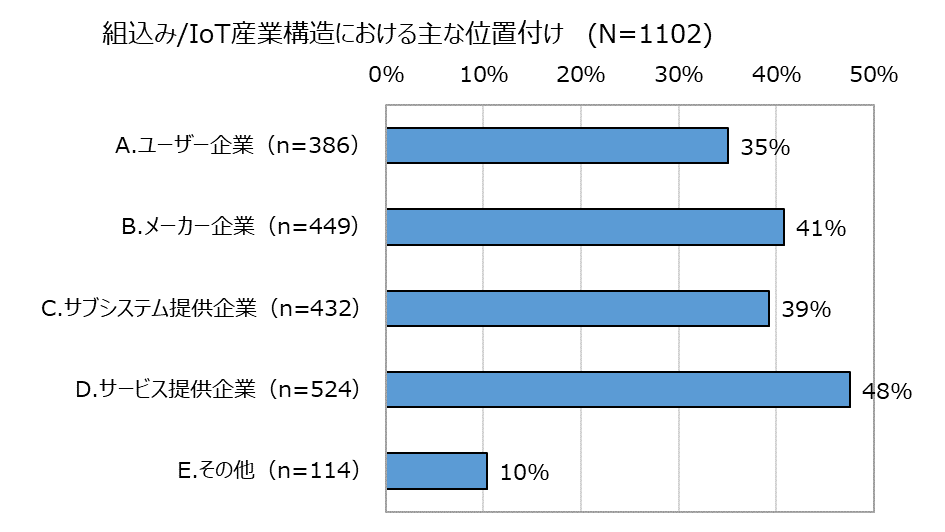 組込み/IoT産業構造における主な位置付け　(N=1102)
0% 10% 20% 30% 40% 50%
A.ユーザー企業（n=386） 35%
B.メーカー企業（n=449） 41%
C.サブシステム提供企業（n=432） 39%
D.サービス提供企業（n=524） 48%
E.その他（n=114） 10%